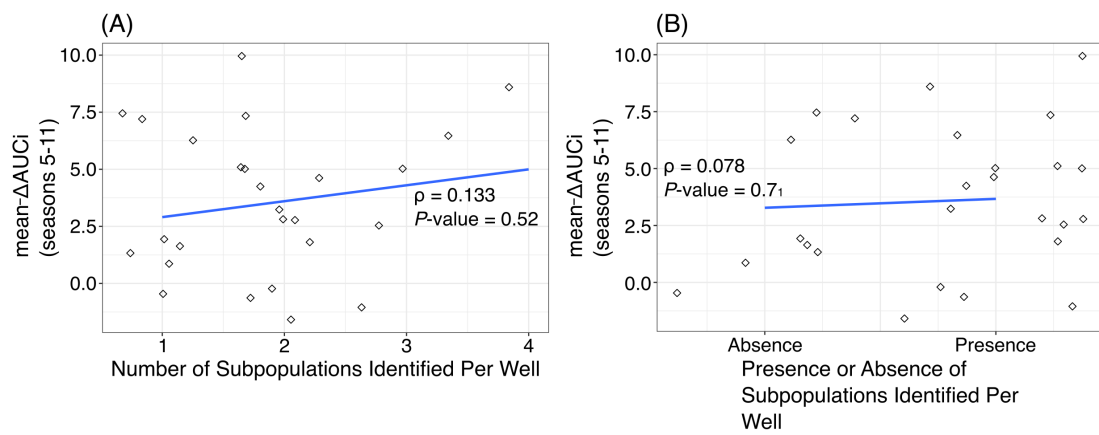 (A)
mean-ΔAUCi
(seasons 5-11)
10.0
7.5
5.0
2.5
0.0
ρ = 0.133
P-value = 0.52
1 2 3 4
Number of Subpopulations Identified Per Well
(B)
mean-ΔAUCi
(seasons 5-11)
10.0
7.5
5.0
2.5
0.0
ρ = 0.078
P-value = 0.71
Absence Presence
Presence or Absence of
Subpopulations Identified Per
Well